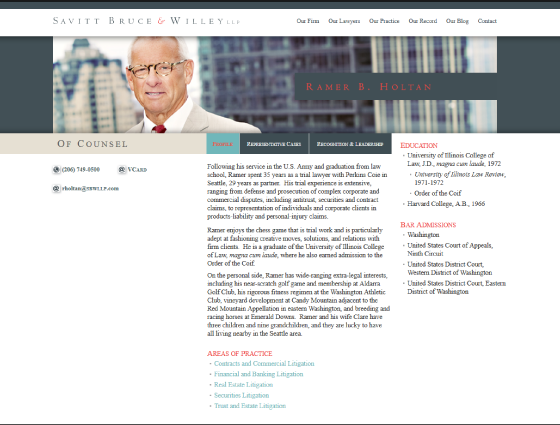 SAVITT BRUCE & WILLEY LLP
Our Firm Our Lawyers Our Practice Our Record Our Blog Contact
RAMER B. HOLTAN
OF COUNSEL
(206) 749-0500 VCARD
rholtan@SBWLLP.com
PROFILE REPRESENTATIVE CASES RECOGNITION & LEADERSHIP
Following his service in the U.S. Army and graduation from law
school, Ramer spent 35 years as a trial lawyer with Perkins Coie in
Seattle, 29 years as partner. His trial experience is extensive,
ranging from defense and prosecution of complex corporate and
commercial disputes, including antitrust, securities and contract
claims, to representation of individuals and corporate clients in
products-liability and personal-injury claims.
Ramer enjoys the chess game that is trial work and is particularly
adept at fashioning creative moves, solutions, and relations with
firm clients. He is a graduate of the University of Illinois College
of Law, magna cum laude, where he also earned admission to the
Order of the Coif.
On the personal side, Ramer has wide-ranging extra-legal interests,
including his near-scratch golf game and membership at Aldarra
Golf Club, his rigorous fitness regimen at the Washington Athletic
Club, vineyard development at Candy Mountain adjacent to the
Red Mountain Appellation in eastern Washington, and breeding and
racing horses at Emerald Downs. Ramer and his wife Clare have
three children and nine grandchildren, and they are lucky to have
all living nearby in the Seattle area.
AREAS OF PRACTICE
Contracts and Commercial Litigation
Financial and Banking Litigation
Real Estate Litigation
Securities Litigation
Trust and Estate Litigation
EDUCATION
University of Illinois College of
Law, J.D., magna cum laude, 1972
University of Illinois Law Review,
1971-1972
Order of the Coif
Harvard College, A.B., 1966
BAR ADMISSIONS
Washington
United States Court of Appeals,
Ninth Circuit
United States District Court,
Western District of Washington
United States District Court, Eastern
District of Washington